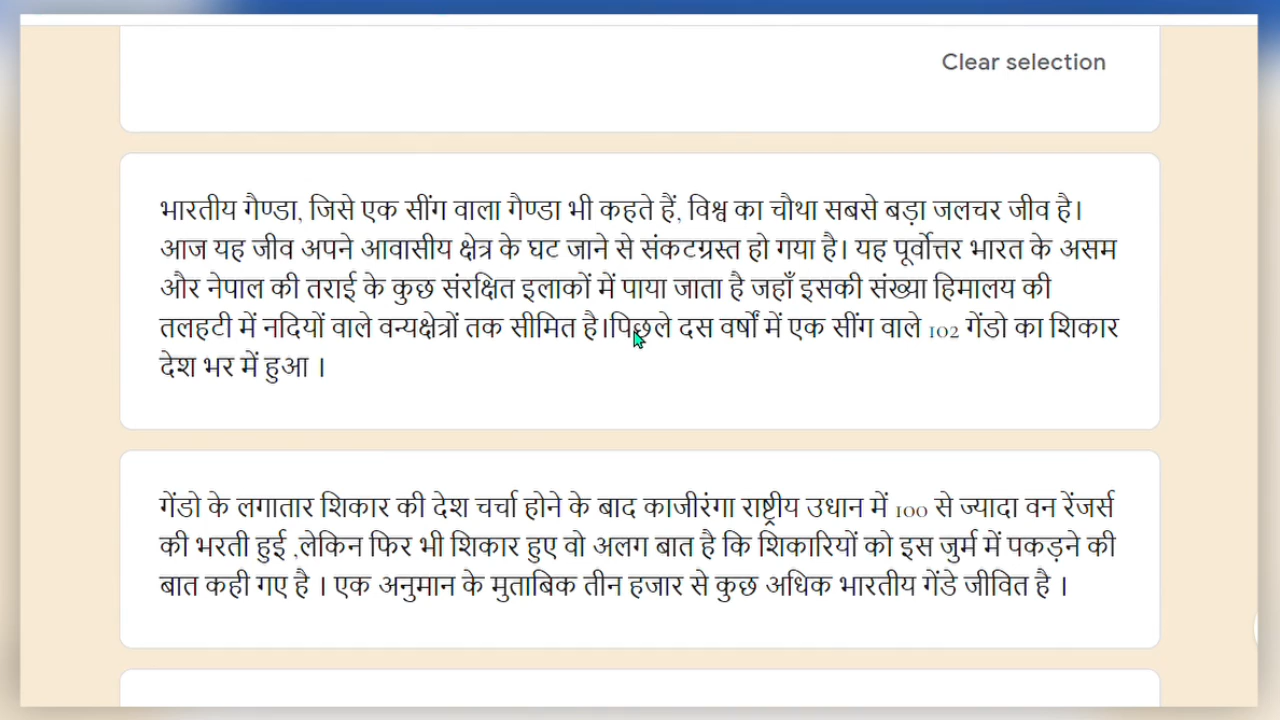 Clear selection
भारतीय गैण्डा, जिसे एक सींग वाला गैण्डा भी कहते हैं, विश्व का चौथा सबसे बड़ा जलचर जीव है।
आज यह जीव अपने आवासीय क्षेत्र के घट जाने से संकटग्रस्त हो गया है। यह पूर्वोत्तर भारत के असम
और नेपाल की तराई के कुछ संरक्षित इलाकों में पाया जाता है जहाँ इसकी संख्या हिमालय की
तलहटी में नदियों वाले वन्यक्षेत्रों तक सीमित है।पिछले दस वर्षों में एक सींग वाले 102 गेंडो का शिकार
देश भर में हुआ ।
गेंडो के लगातार शिकार की देश चर्चा होने के बाद काजीरंगा राष्ट्रीय उधान में 100 से ज्यादा वन रेंजर्स
की भरती हुई ,लेकिन फिर भी शिकार हुए वो अलग बात है कि शिकारियों को इस जुर्म में पकड़ने की
बात कही गए है । एक अनुमान के मुताबिक तीन हजार से कुछ अधिक भारतीय गेंडे जीवित है ।